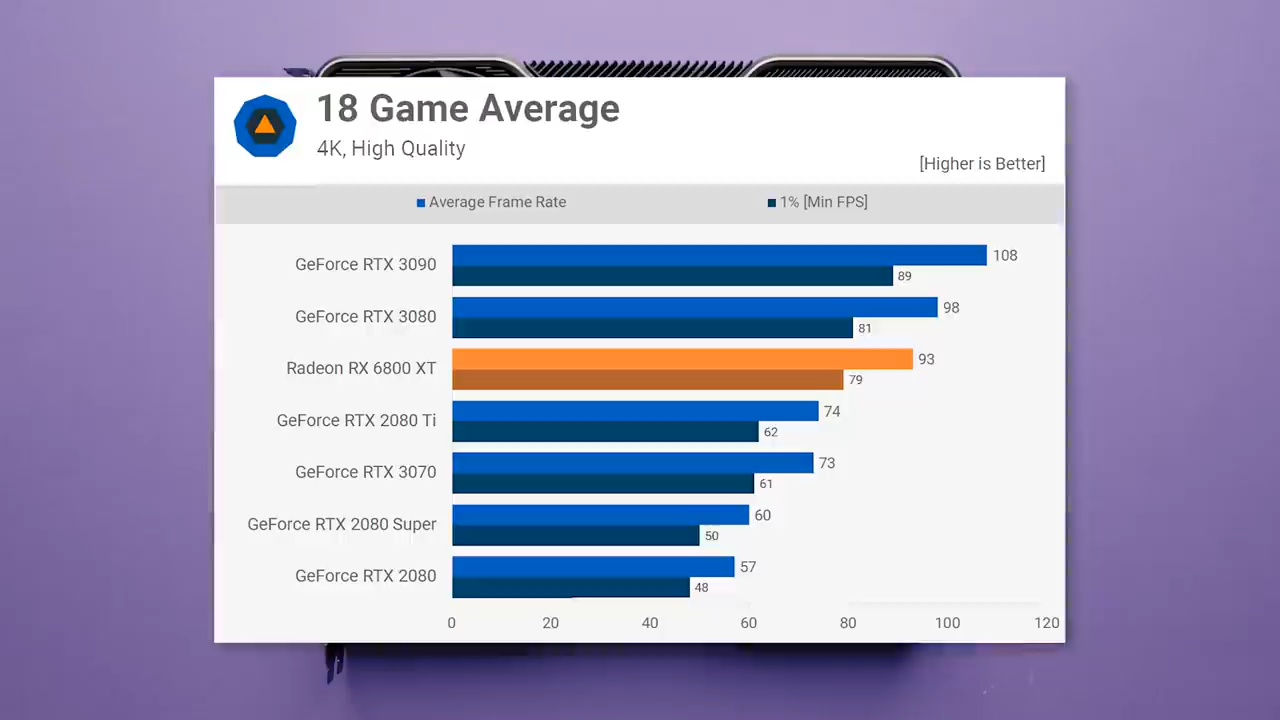 18 Game Average
4K, High Quality
[Higher is Better]
Average Frame Rate 1% [Min FPS]
GeForce RTX 3090 108
89
GeForce RTX 3080 98
81
Radeon RX 6800 XT 93
79
GeForce RTX 2080 Ti 74
62
GeForce RTX 3070 73
61
GeForce RTX 2080 Super 60
50
GeForce RTX 2080 57
48
0 20 40 60 80 100 120